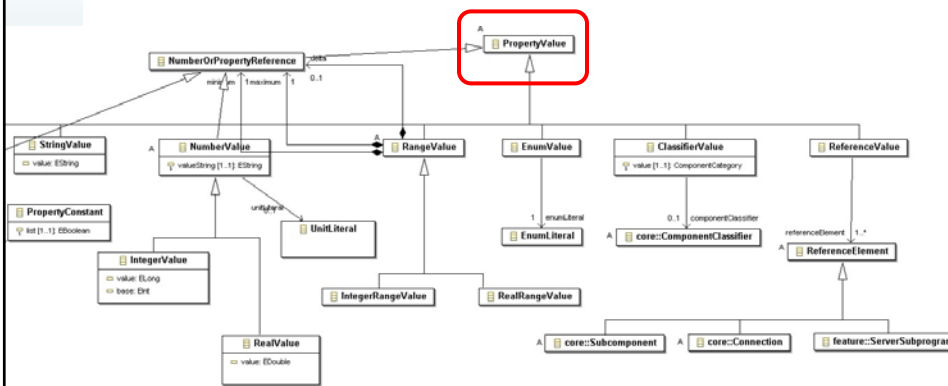 A
PropertyValue
NumberOrPropertyReference
delta
0..1
minimum
1
maximum
1
StringValue
value: EString
A
NumberValue
valueString [1..1]: EString
A
RangeValue
EnumValue
ClassifierValue
value [1..1]: ComponentCategory
ReferenceValue
PropertyConstant
list [1..1]: EBoolean
unitLiteral
UnitLiteral
1 enumLiteral
EnumLiteral
0..1 componentClassifier
A
core::ComponentClassifier
referenceElement 1..*
A
ReferenceElement
IntegerValue
value: ELong
base: EInt
IntegerRangeValue
RealRangeValue
RealValue
value: EDouble
A
core::Subcomponent
A
core::Connection
feature::ServerSubprogram